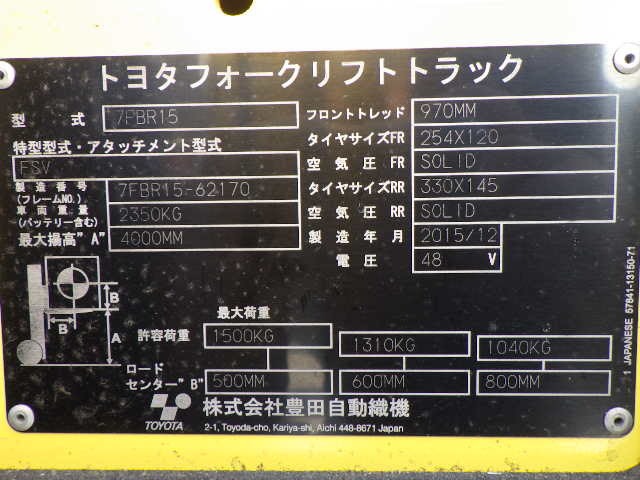 トヨタフォークリフトトラック
型式 7FBR15
特型型式・アタッチメント型式
FSV
製造番号
(フレームNO.) 7FBR15-62170
車両重量
(バッテリー含む) 2350KG
最大揚高"A" 4000MM
フロントトレッド 970MM
タイヤサイズFR 254X120
空気圧FR SOLID
タイヤサイズRR 330X145
空気圧RR SOLID
製造年月 2015/12
電圧 48 V
B
B
A
最大荷重
許容荷重 1500KG 1310KG 1040KG
ロード
センター"B" 500MM 600MM 800MM
TOYOTA
株式会社豊田自動織機
2-1, Toyoda-cho, Kariya-shi, Aichi 448-8671 Japan
1 JAPANESE 57841-13150-71